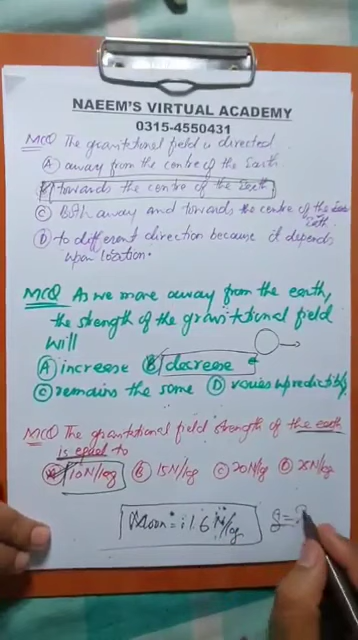 NAEEM'S VIRTUAL ACADEMY
0315-4550431
MCQ The gravitational field is directed
A away from the centre of the Earth
B towards the centre of the Earth
C Both away and towards the centre of the
Earth.
D to different direction because it depends
upon location.
MCQ As we move away from the earth,
the strength of the gravitational field
will
A increase B decrease
C remains the same D varies
MCQ The gravitational field strength of the earth
is equal to
A 10N/kg B 15N/kg C 20N/kg D 25N/kg
Moon = 1.6 N/kg g=